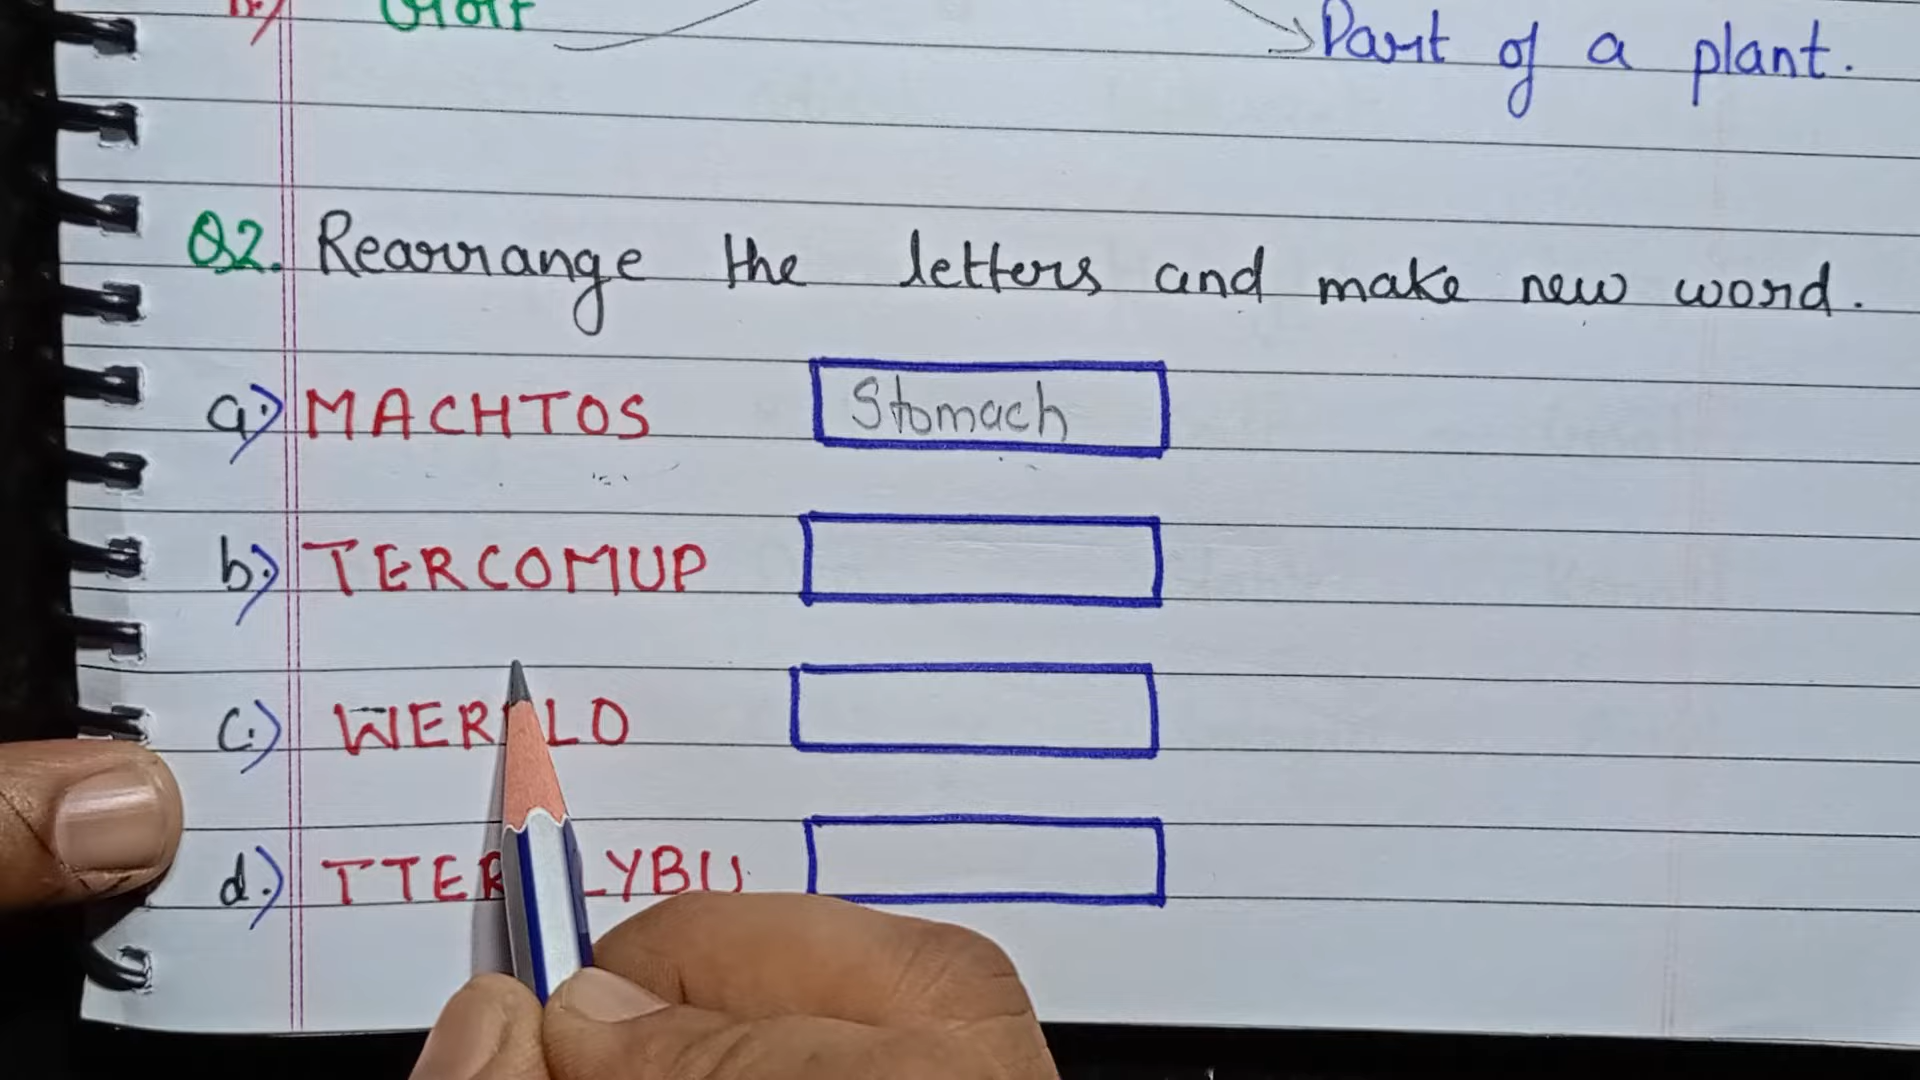 Part of a plant.
Q2. Rearrange the letters and make new word.
a.) MACHTOS Stomach
b.) TERCOMUP
c.)
d.)